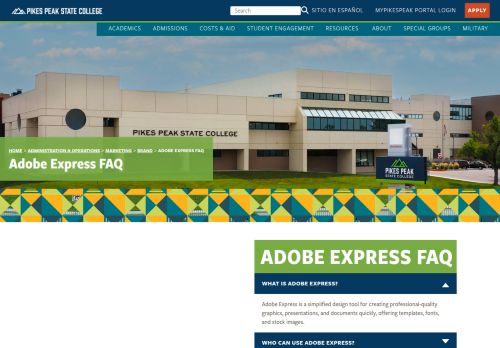 PIKES PEAK STATE COLLEGE
Search
SITIO EN ESPAÑOL
MYPIKESPEAK PORTAL LOGIN
APPLY
ACADEMICS ADMISSIONS COSTS & AID STUDENT ENGAGEMENT RESOURCES ABOUT SPECIAL GROUPS MILITARY
PIKES PEAK STATE COLLEGE
PIKES PEAK
STATE COLLEGE
HOME > ADMINISTRATION & OPERATIONS > MARKETING > BRAND > ADOBE EXPRESS FAQ
Adobe Express FAQ
ADOBE EXPRESS FAQ
WHAT IS ADOBE EXPRESS?
Adobe Express is a simplified design tool for creating professional-quality
graphics, presentations, and documents quickly, offering templates, fonts,
and stock images.
WHO CAN USE ADOBE EXPRESS?